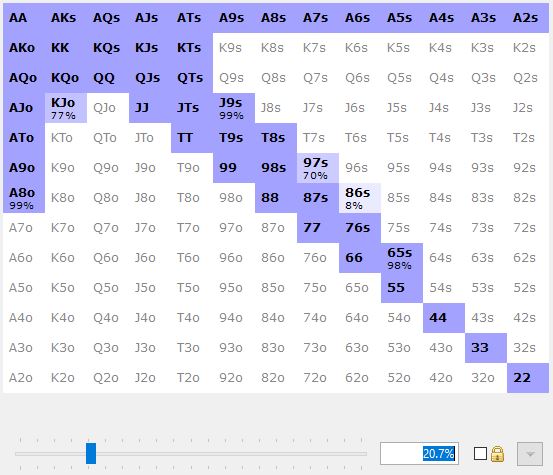 AA AKs AQs AJs ATs A9s A8s A7s A6s A5s A4s A3s A2s
AKo KK KQs KJs KTs K9s K8s K7s K6s K5s K4s K3s K2s
AQo KQo QQ QJs QTs Q9s Q8s Q7s Q6s Q5s Q4s Q3s Q2s
AJo KJo QJo JJ JTs J9s J8s J7s J6s J5s J4s J3s J2s
77% 99%
ATo KTo QTo JTo TT T9s T8s T7s T6s T5s T4s T3s T2s
A9o K9o Q9o J9o T9o 99 98s 97s 96s 95s 94s 93s 92s
70%
A8o K8o Q8o J8o T8o 98o 88 87s 86s 85s 84s 83s 82s
99% 8%
A7o K7o Q7o J7o T7o 97o 87o 77 76s 75s 74s 73s 72s
A6o K6o Q6o J6o T6o 96o 86o 76o 66 65s 64s 63s 62s
98%
A5o K5o Q5o J5o T5o 95o 85o 75o 65o 55 54s 53s 52s
A4o K4o Q4o J4o T4o 94o 84o 74o 64o 54o 44 43s 42s
A3o K3o Q3o J3o T3o 93o 83o 73o 63o 53o 43o 33 32s
A2o K2o Q2o J2o T2o 92o 82o 72o 62o 52o 42o 32o 22
20.7%